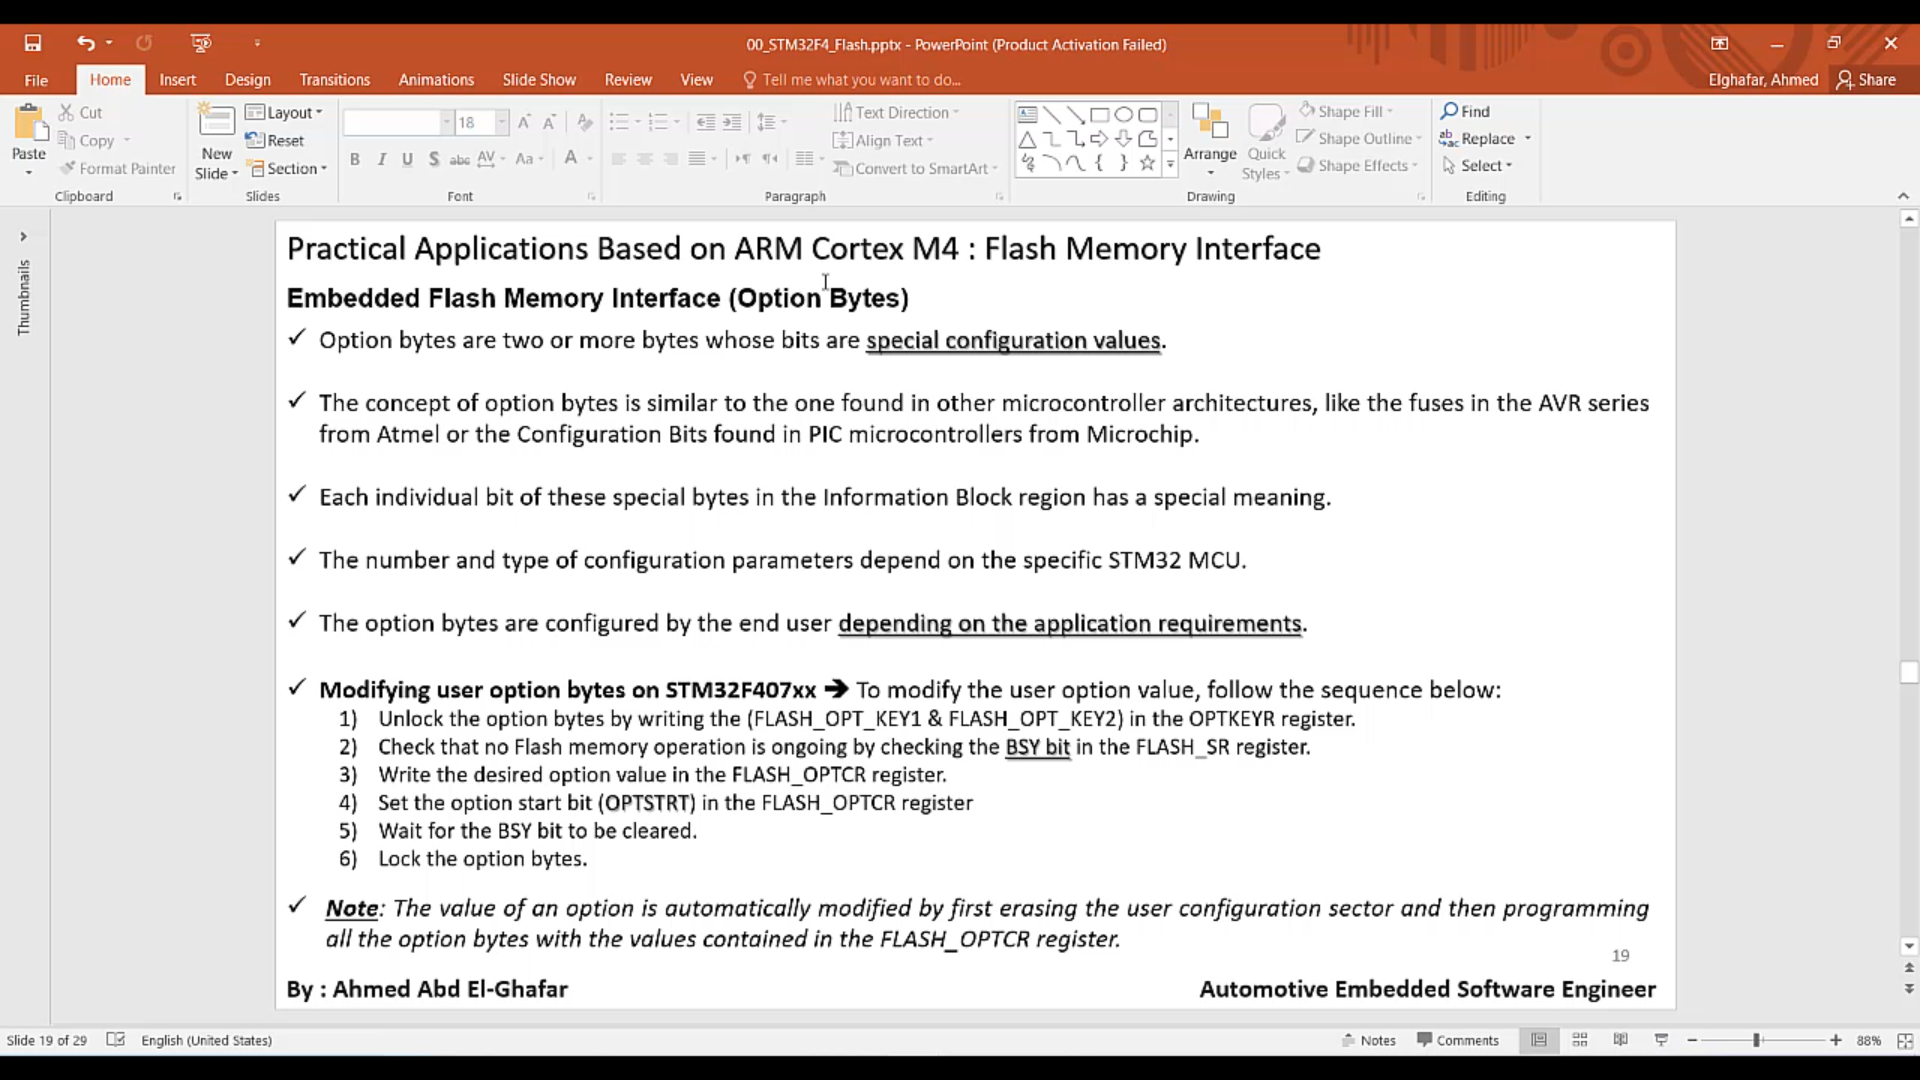 00_STM32F4_Flash.pptx - PowerPoint (Product Activation Failed)
File Home Insert Design Transitions Animations Slide Show Review View Tell me what you want to do... Elghafar, Ahmed Share
Paste
Cut
Copy
Format Painter
Clipboard
New Slide
Layout
Reset
Section
Slides
18
B I U S abc AV Aa A
Font
Text Direction
Align Text
Convert to SmartArt
Paragraph
Arrange
Quick Styles
Shape Fill
Shape Outline
Shape Effects
Drawing
Find
Replace
Select
Editing
Thumbnails
Practical Applications Based on ARM Cortex M4 : Flash Memory Interface
Embedded Flash Memory Interface (Option Bytes)
✓ Option bytes are two or more bytes whose bits are special configuration values.
✓ The concept of option bytes is similar to the one found in other microcontroller architectures, like the fuses in the AVR series
from Atmel or the Configuration Bits found in PIC microcontrollers from Microchip.
✓ Each individual bit of these special bytes in the Information Block region has a special meaning.
✓ The number and type of configuration parameters depend on the specific STM32 MCU.
✓ The option bytes are configured by the end user depending on the application requirements.
✓ Modifying user option bytes on STM32F407xx ➔ To modify the user option value, follow the sequence below:
1) Unlock the option bytes by writing the (FLASH_OPT_KEY1 & FLASH_OPT_KEY2) in the OPTKEYR register.
2) Check that no Flash memory operation is ongoing by checking the BSY bit in the FLASH_SR register.
3) Write the desired option value in the FLASH_OPTCR register.
4) Set the option start bit (OPTSTRT) in the FLASH_OPTCR register
5) Wait for the BSY bit to be cleared.
6) Lock the option bytes.
✓ Note: The value of an option is automatically modified by first erasing the user configuration sector and then programming
all the option bytes with the values contained in the FLASH_OPTCR register.
19
By : Ahmed Abd El-Ghafar Automotive Embedded Software Engineer
Slide 19 of 29 English (United States) Notes Comments 88%